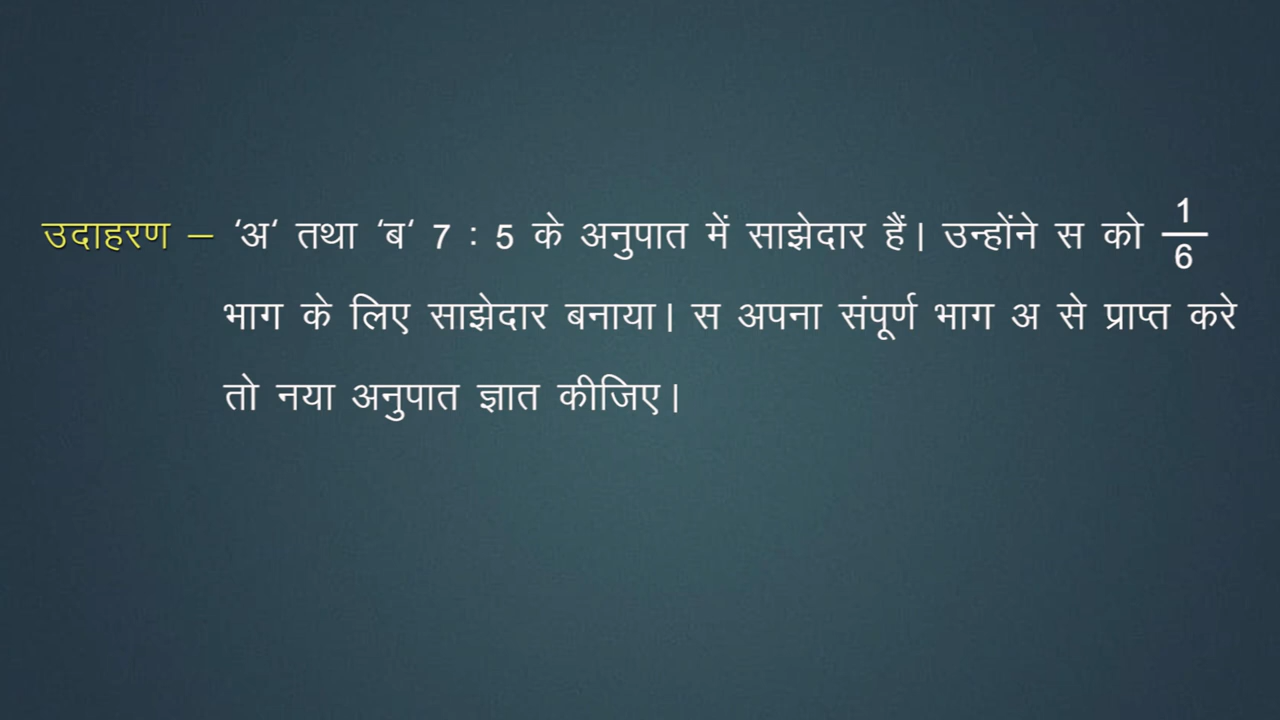 उदाहरण – ‘अ‘ तथा ‘ब‘ 7 : 5 के अनुपात में साझेदार हैं। उन्होंने स को 1/6
भाग के लिए साझेदार बनाया। स अपना संपूर्ण भाग अ से प्राप्त करे
तो नया अनुपात ज्ञात कीजिए।